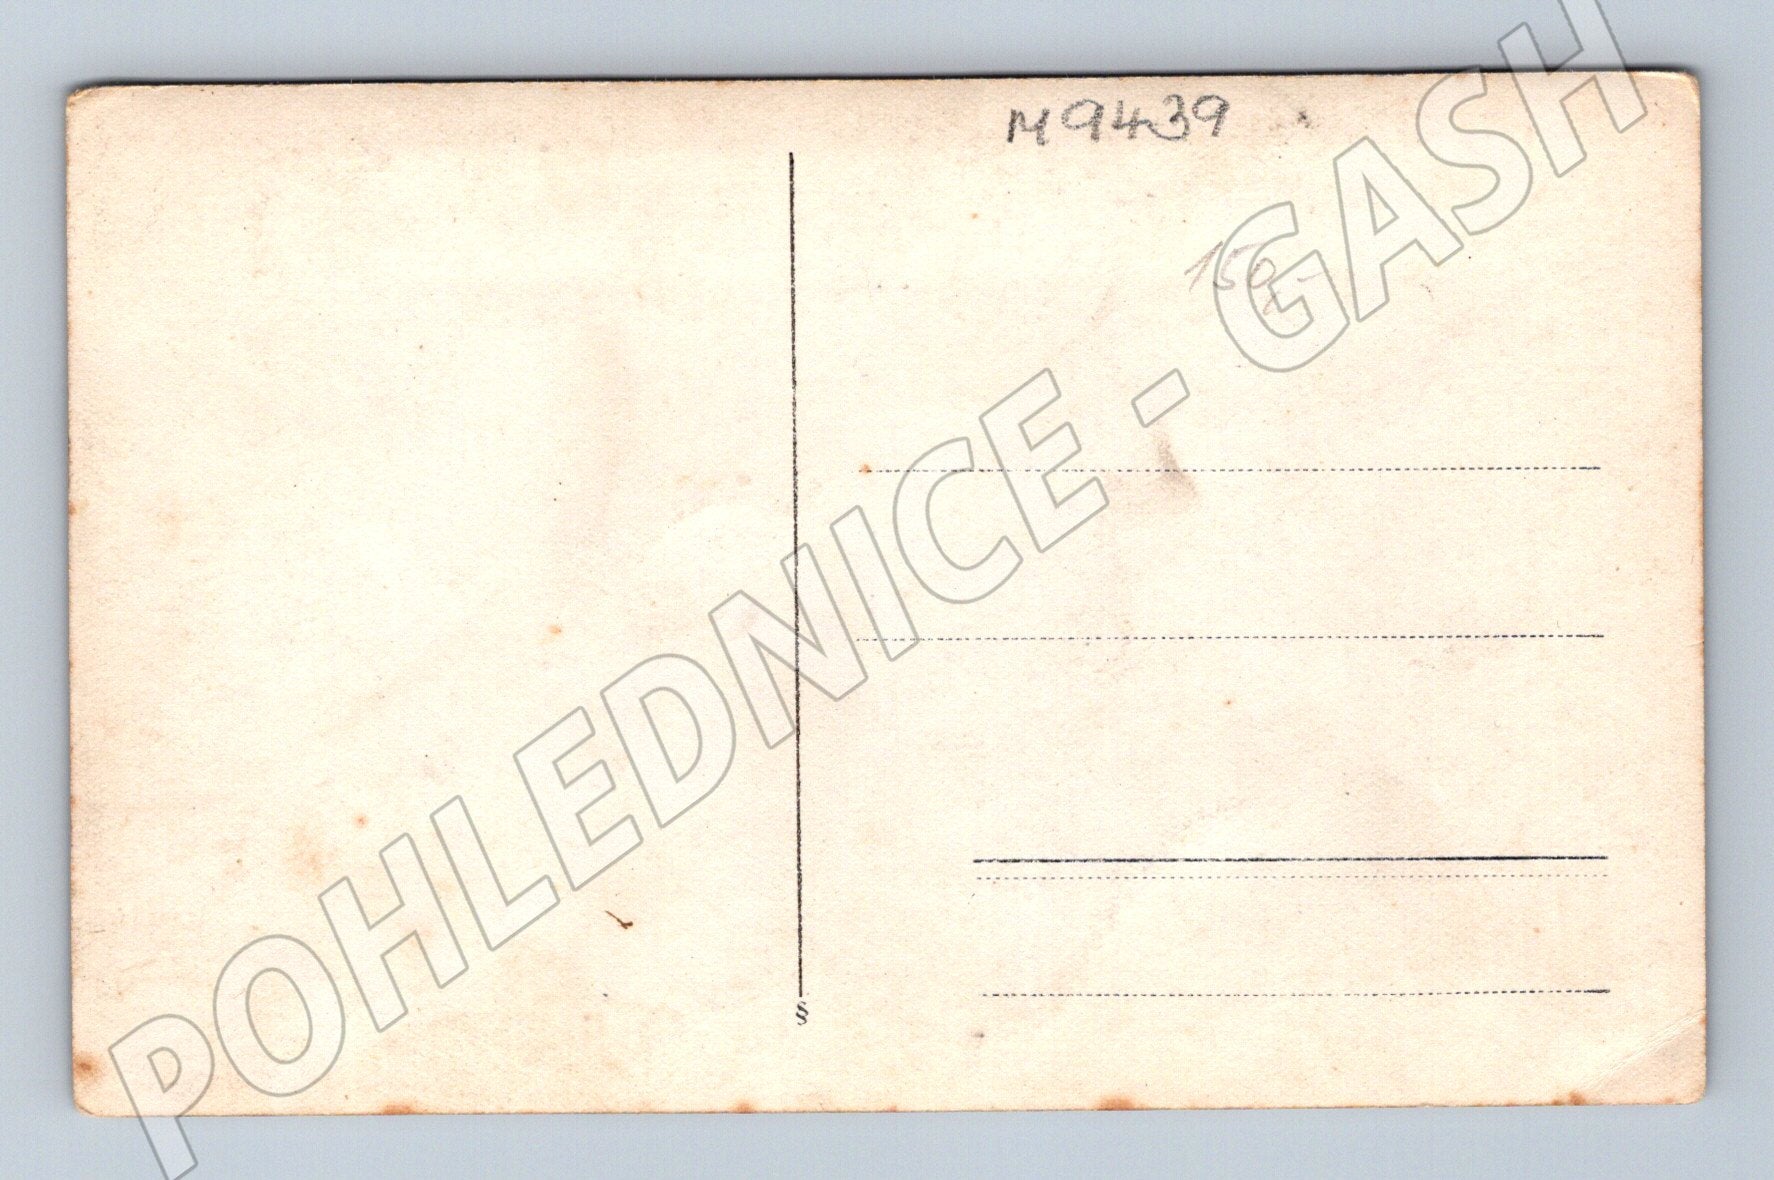 M9439
150,-
POHLEDNICE - GASH
§